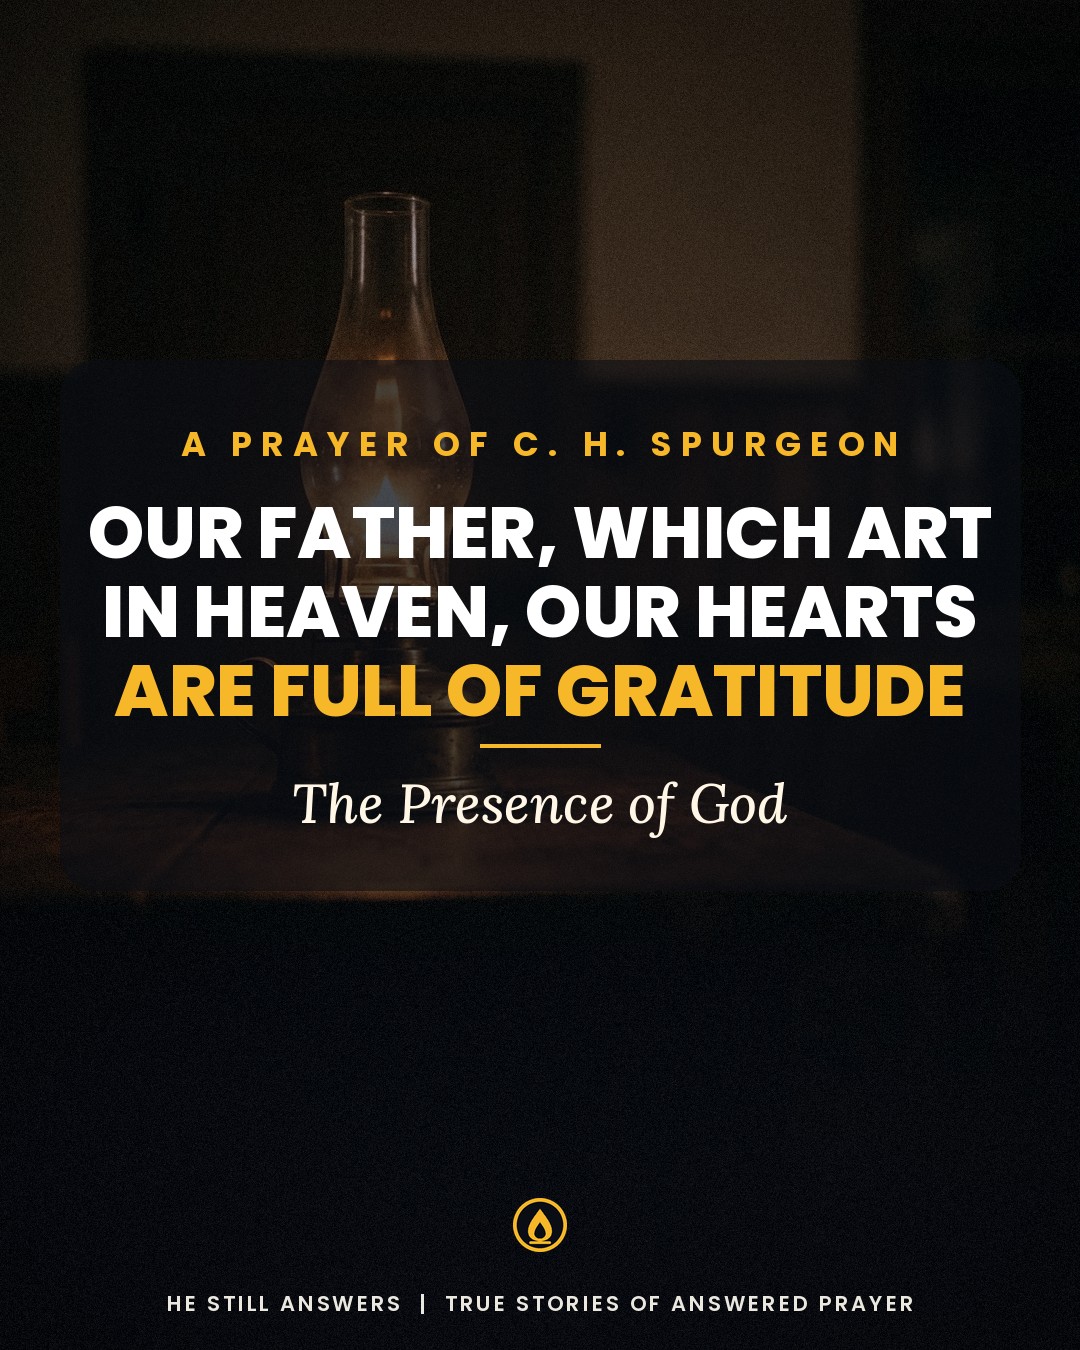 A PRAYER OF C. H. SPURGEON
OUR FATHER, WHICH ART
IN HEAVEN, OUR HEARTS
ARE FULL OF GRATITUDE
The Presence of God
HE STILL ANSWERS | TRUE STORIES OF ANSWERED PRAYER